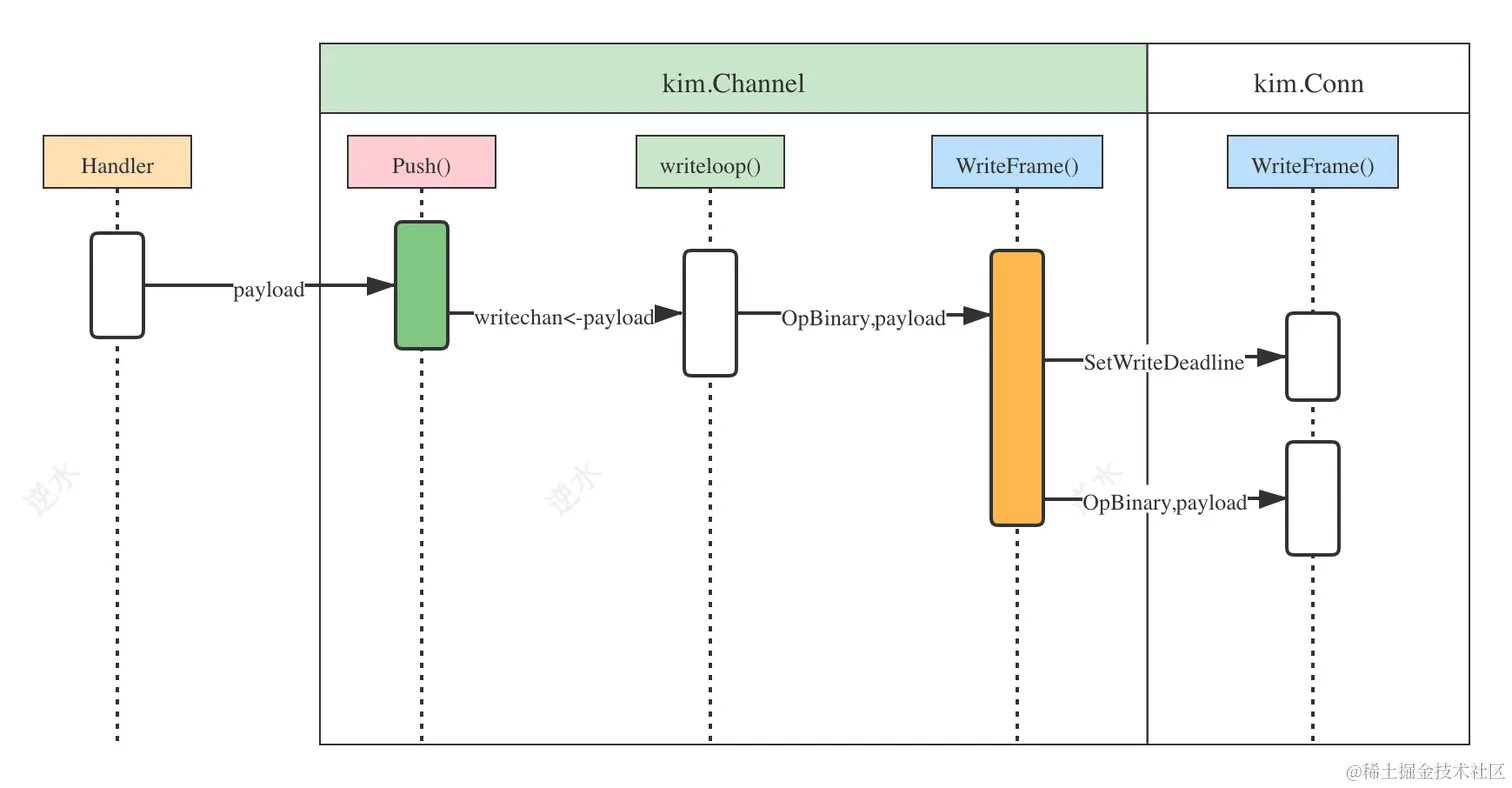 kim.Channel
kim.Conn
Handler
Push()
writeloop()
WriteFrame()
WriteFrame()
payload
writechan<-payload
OpBinary,payload
SetWriteDeadline
OpBinary,payload
逆水
逆水
逆水
@稀土掘金技术社区